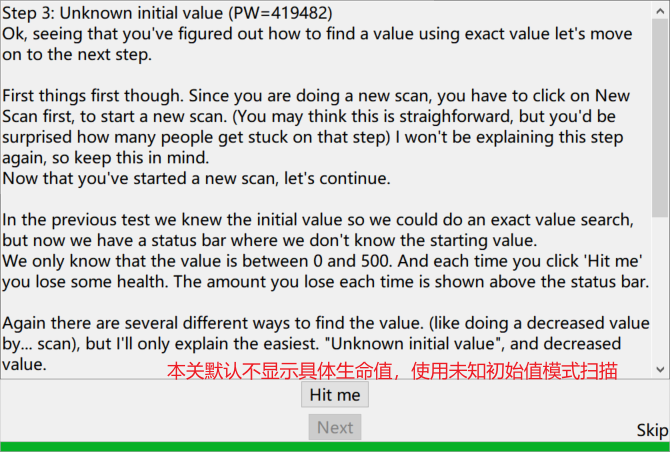 Step 3: Unknown initial value (PW=419482)
Ok, seeing that you've figured out how to find a value using exact value let's move
on to the next step.
First things first though. Since you are doing a new scan, you have to click on New
Scan first, to start a new scan. (You may think this is straighforward, but you'd be
surprised how many people get stuck on that step) I won't be explaining this step
again, so keep this in mind.
Now that you've started a new scan, let's continue.
In the previous test we knew the initial value so we could do an exact value search,
but now we have a status bar where we don't know the starting value.
We only know that the value is between 0 and 500. And each time you click 'Hit me'
you lose some health. The amount you lose each time is shown above the status bar.
Again there are several different ways to find the value. (like doing a decreased value
by... scan), but I'll only explain the easiest. "Unknown initial value", and decreased
value.
本关默认不显示具体生命值，使用未知初始值模式扫描
Hit me
Next
Skip